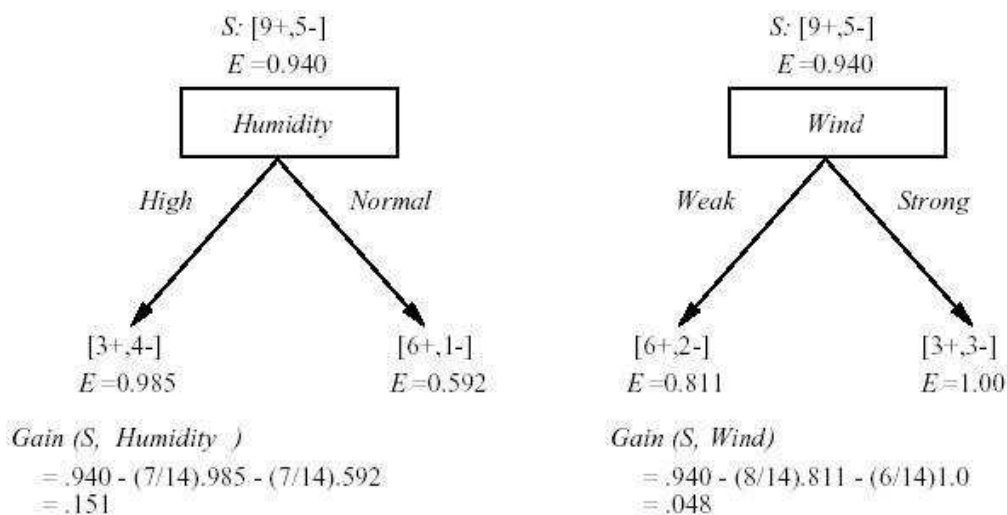 S: [9+,5-]
E =0.940
Humidity
High
Normal
[3+,4-]
E =0.985
[6+,1-]
E =0.592
Gain (S, Humidity )
= .940 - (7/14).985 - (7/14).592
= .151
S: [9+,5-]
E =0.940
Wind
Weak
Strong
[6+,2-]
E =0.811
[3+,3-]
E =1.00
Gain (S, Wind)
= .940 - (8/14).811 - (6/14)1.0
= .048